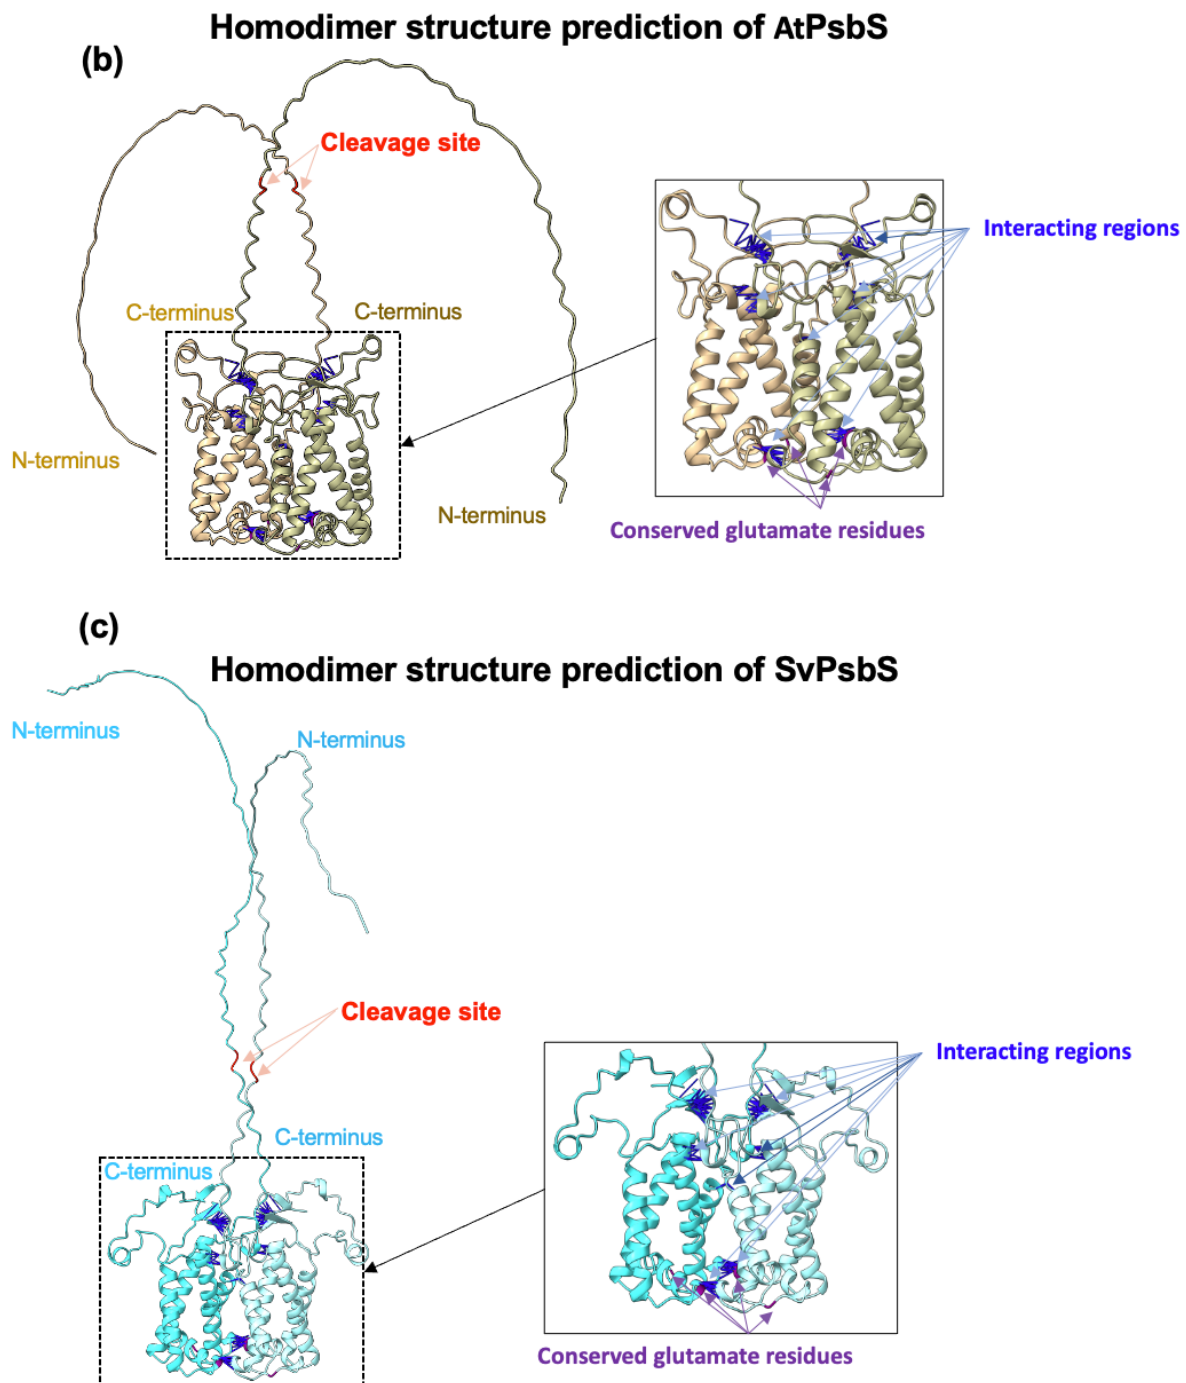 Homodimer structure prediction of AtPsbS
(b)
Cleavage site
Interacting regions
C-terminus
C-terminus
N-terminus
N-terminus
Conserved glutamate residues
(c)
Homodimer structure prediction of SvPsbS
N-terminus
N-terminus
Cleavage site
Interacting regions
C-terminus
C-terminus
Conserved glutamate residues